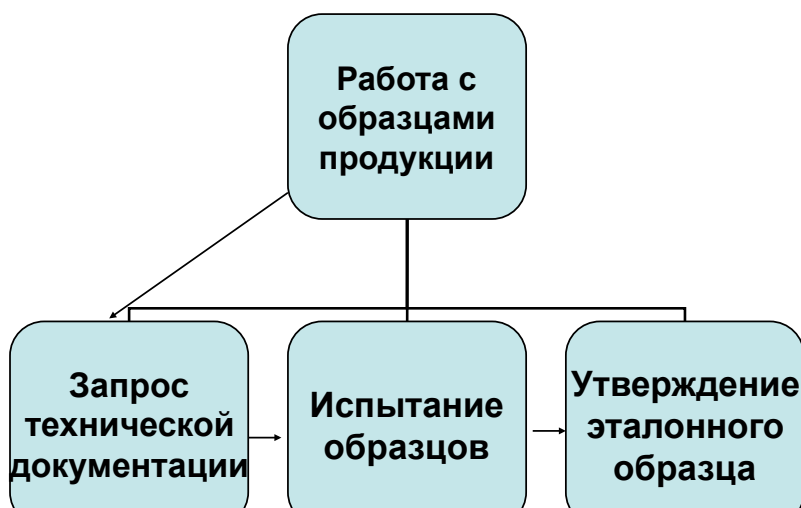 Работа с
образцами
продукции
Запрос
технической
документации
Испытание
образцов
Утверждение
эталонного
образца